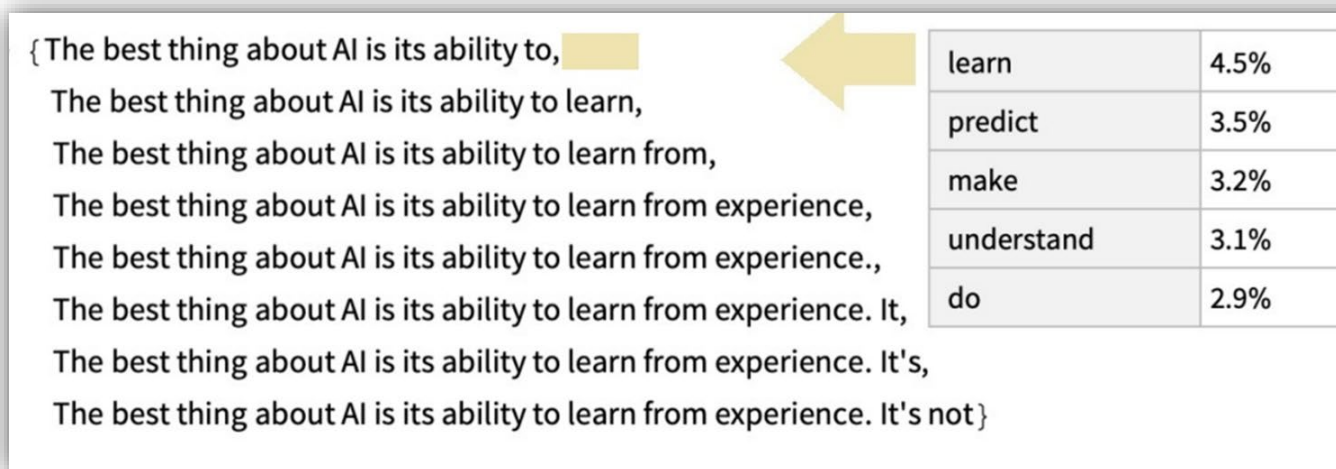 {The best thing about AI is its ability to,
The best thing about AI is its ability to learn,
The best thing about AI is its ability to learn from,
The best thing about AI is its ability to learn from experience,
The best thing about AI is its ability to learn from experience.,
The best thing about AI is its ability to learn from experience. It,
The best thing about AI is its ability to learn from experience. It's,
The best thing about AI is its ability to learn from experience. It's not}
learn 4.5%
predict 3.5%
make 3.2%
understand 3.1%
do 2.9%